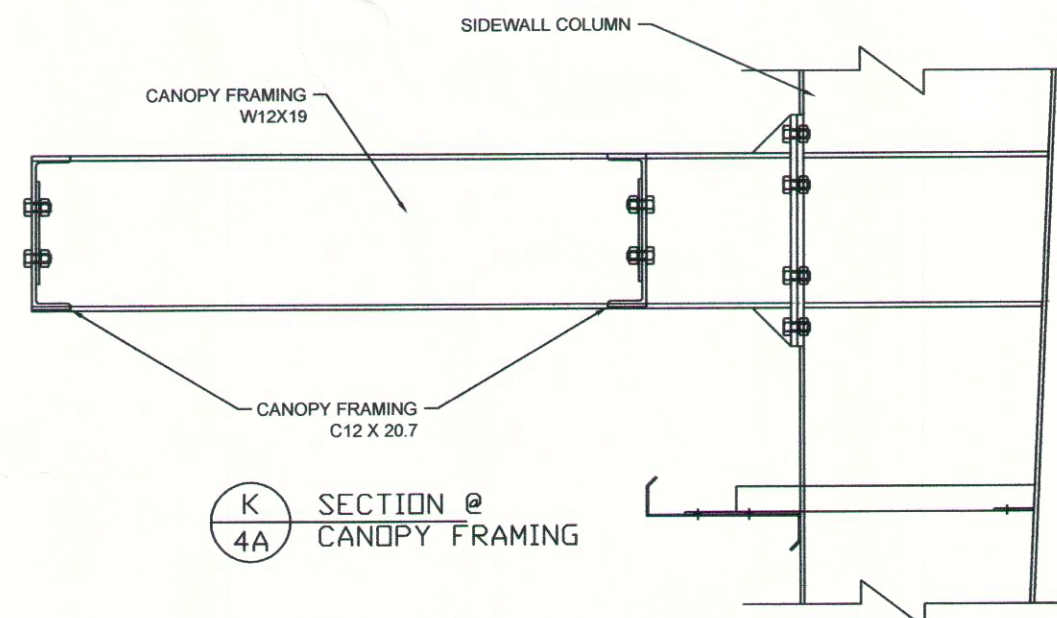 SIDEWALL COLUMN
CANOPY FRAMING
W12X19
CANOPY FRAMING
C12 X 20.7
K
4A
SECTION @
CANOPY FRAMING